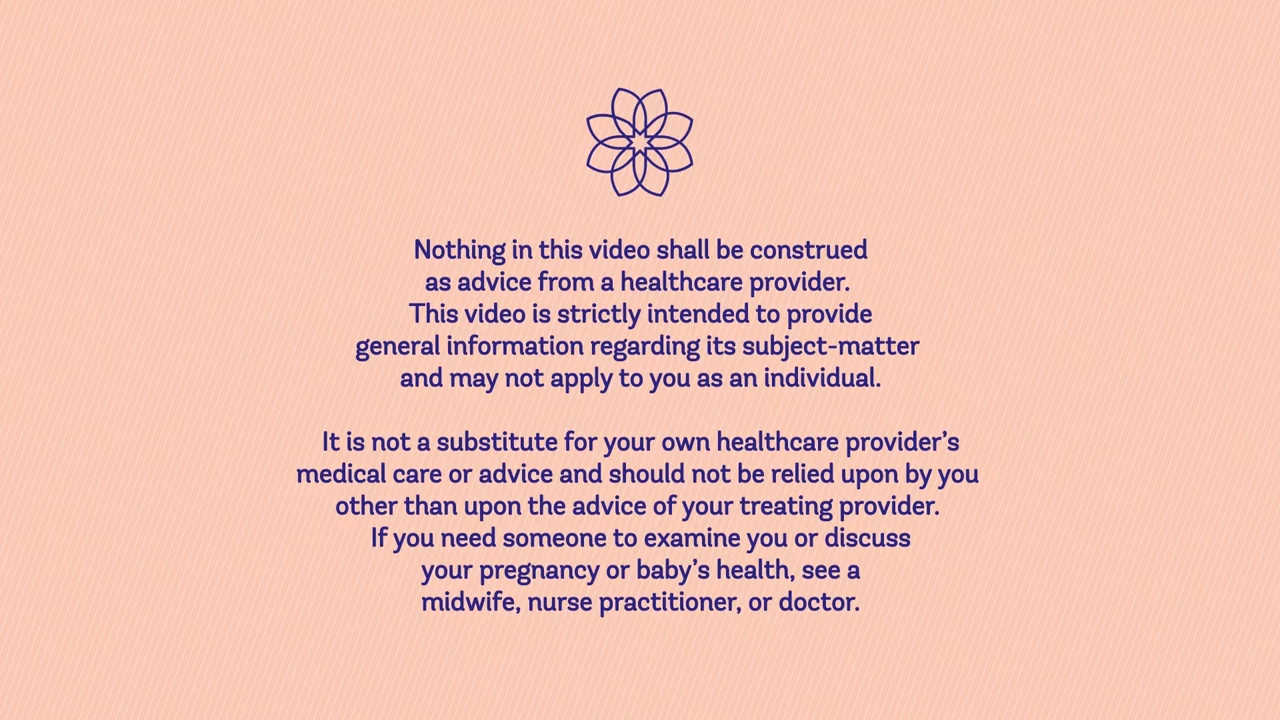 Nothing in this video shall be construed
as advice from a healthcare provider.
This video is strictly intended to provide
general information regarding its subject-matter
and may not apply to you as an individual.
It is not a substitute for your own healthcare provider’s
medical care or advice and should not be relied upon by you
other than upon the advice of your treating provider.
If you need someone to examine you or discuss
your pregnancy or baby’s health, see a
midwife, nurse practitioner, or doctor.